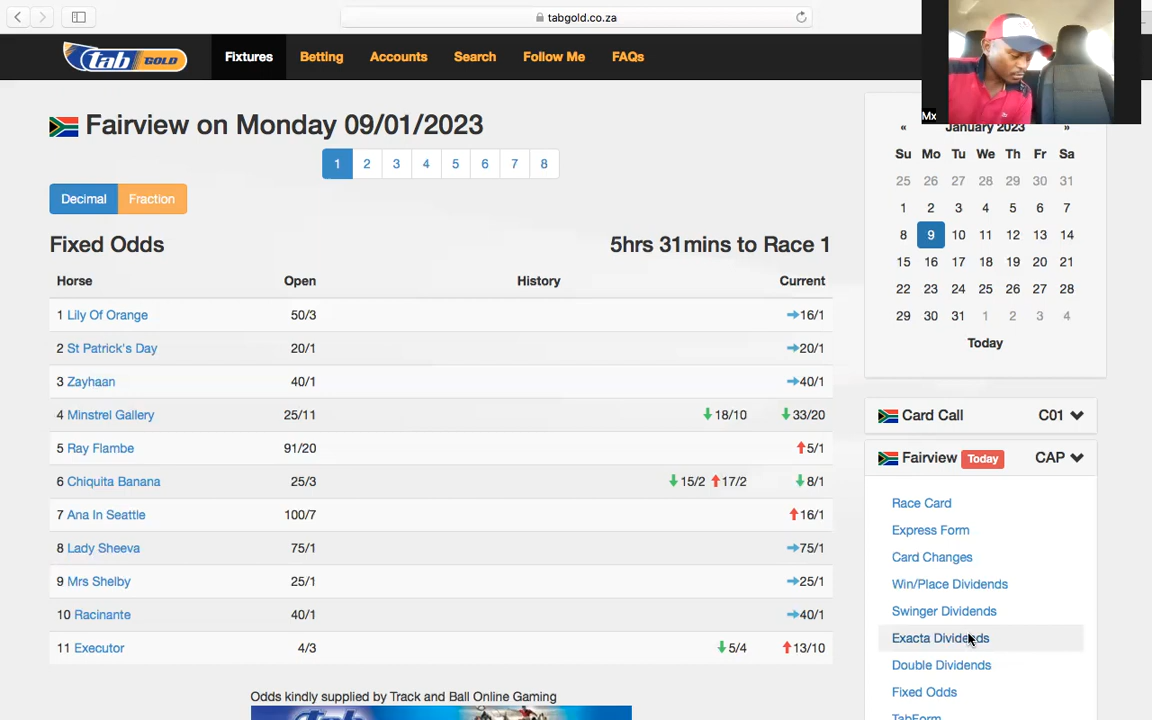 tabgold.co.za
tab GOLD
Fixtures
Betting
Accounts
Search
Follow Me
FAQs
Mx
Fairview on Monday 09/01/2023
1 2 3 4 5 6 7 8
Decimal Fraction
Fixed Odds 5hrs 31mins to Race 1
Horse Open History Current
1 Lily Of Orange 50/3 16/1
2 St Patrick's Day 20/1 20/1
3 Zayhaan 40/1 40/1
4 Minstrel Gallery 25/11 18/10 33/20
5 Ray Flambe 91/20 5/1
6 Chiquita Banana 25/3 15/2 17/2 8/1
7 Ana In Seattle 100/7 16/1
8 Lady Sheeva 75/1 75/1
9 Mrs Shelby 25/1 25/1
10 Racinante 40/1 40/1
11 Executor 4/3 5/4 13/10
Odds kindly supplied by Track and Ball Online Gaming
tab
« January 2023 »
Su Mo Tu We Th Fr Sa
25 26 27 28 29 30 31
1 2 3 4 5 6 7
8 9 10 11 12 13 14
15 16 17 18 19 20 21
22 23 24 25 26 27 28
29 30 31 1 2 3 4
Today
Card Call C01
Fairview Today CAP
Race Card
Express Form
Card Changes
Win/Place Dividends
Swinger Dividends
Exacta Dividends
Double Dividends
Fixed Odds
TabForm